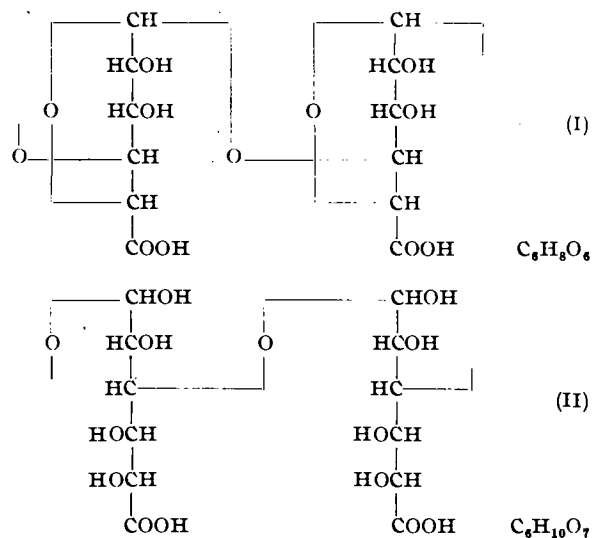 CH CH
HCOH HCOH
O HCOH O HCOH
(I)
O CH O CH
CH CH
COOH COOH C₆H₈O₆
CHOH CHOH
O HCOH O HCOH
HC HC
(II)
HOCH HOCH
HOCH HOCH
COOH COOH C₆H₁₀O₇